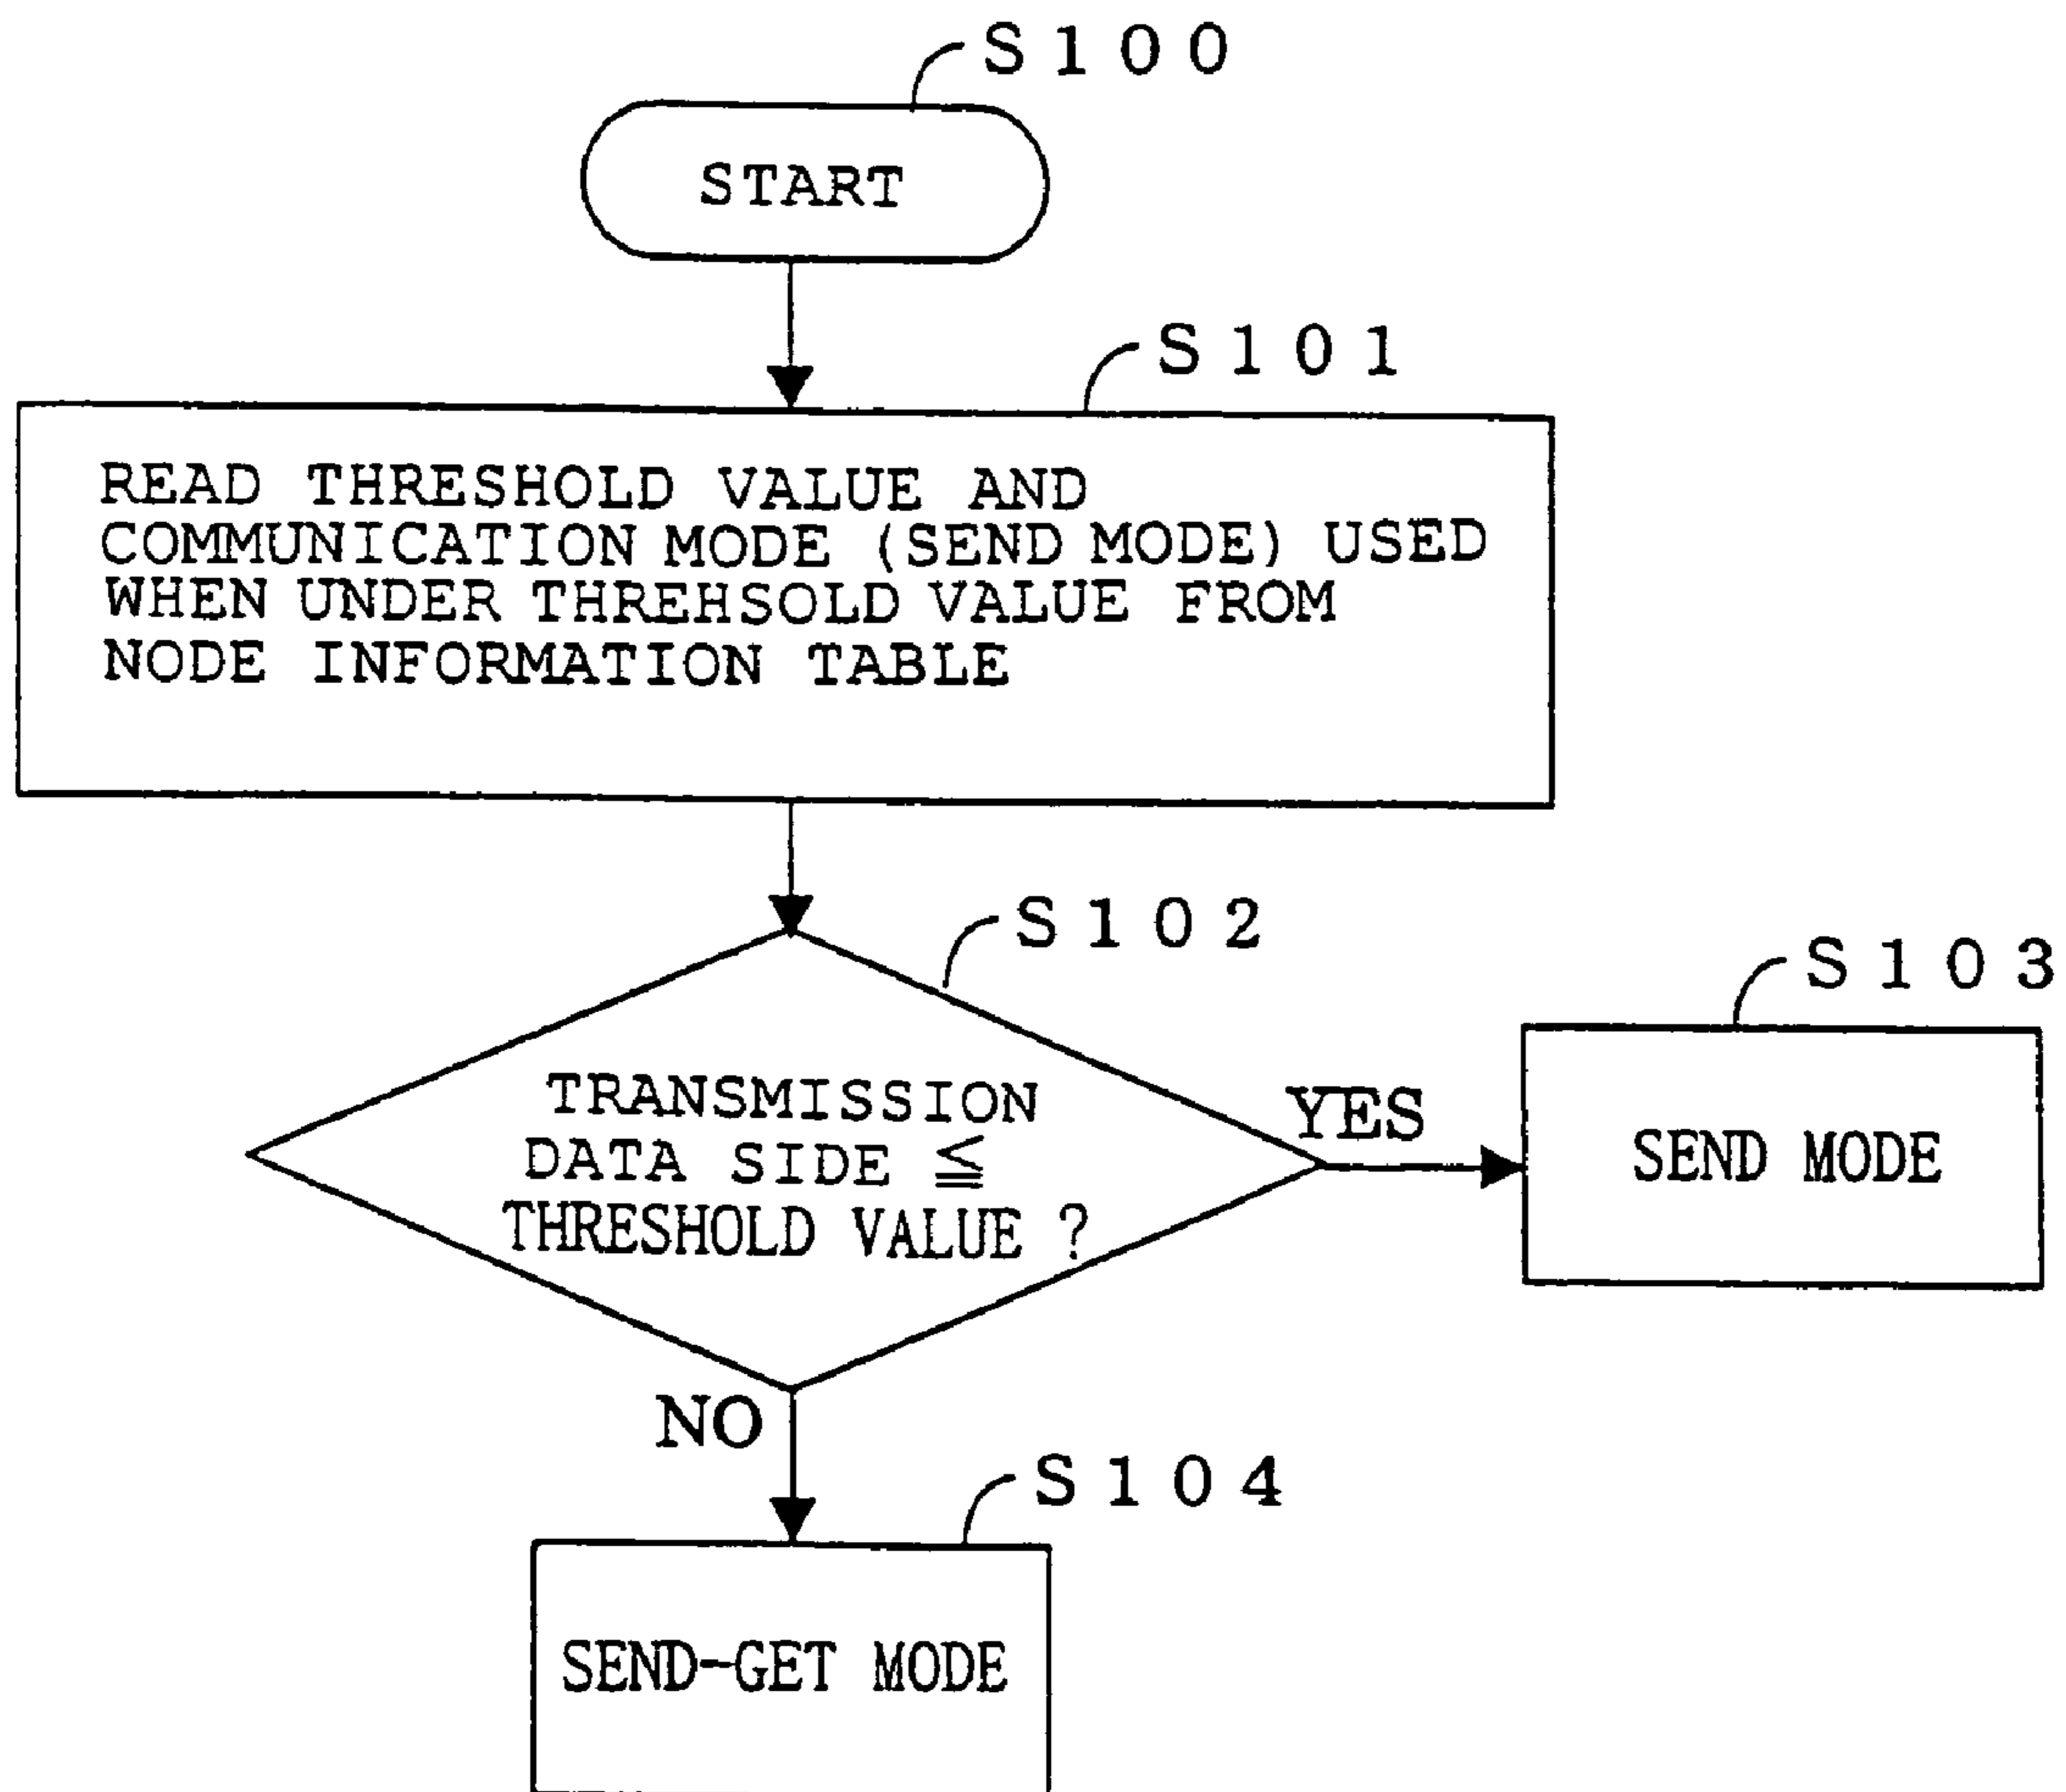 S100
START
S101
READ THRESHOLD VALUE AND
COMMUNICATION MODE (SEND MODE) USED
WHEN UNDER THREHSOLD VALUE FROM
NODE INFORMATION TABLE
S102
S103
TRANSMISSION
DATA SIDE ≦
THRESHOLD VALUE ?
YES
SEND MODE
NO
S104
SEND-GET MODE